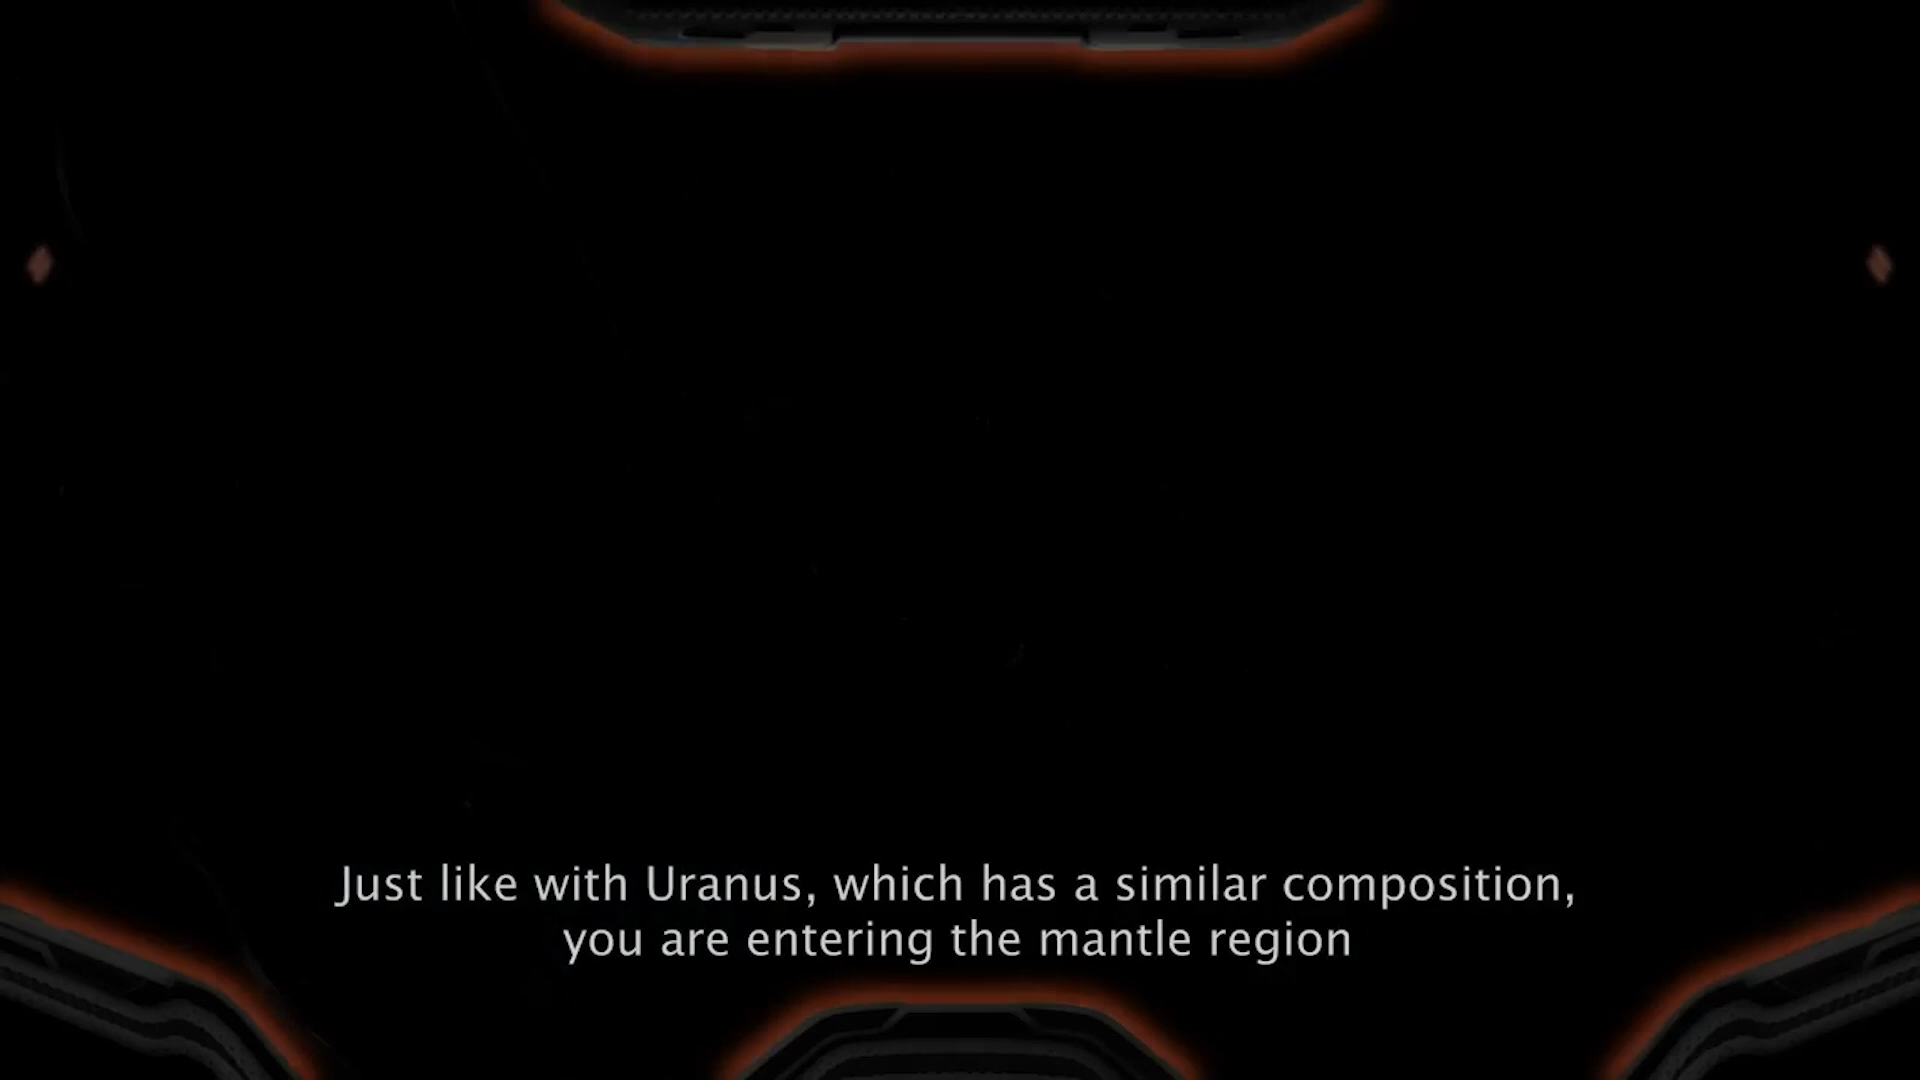 Just like with Uranus, which has a similar composition,
you are entering the mantle region